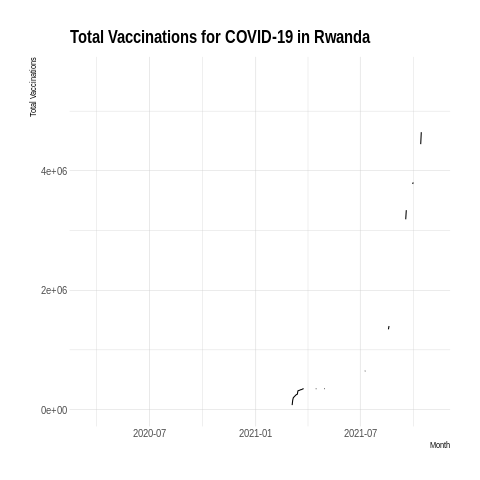 Total Vaccinations for COVID-19 in Rwanda
Total Vaccinations
4e+06
2e+06
0e+00
2020-07
2021-01
2021-07
Month